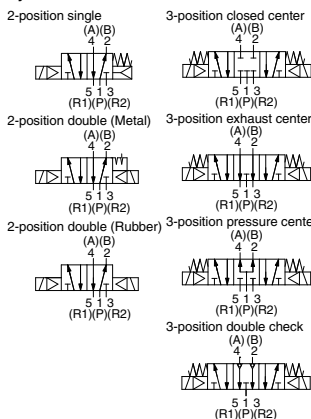 2-position single
(A)(B)
4 2
5 1 3
(R1)(P)(R2)
2-position double (Metal)
(A)(B)
4 2
5 1 3
(R1)(P)(R2)
2-position double (Rubber)
(A)(B)
4 2
5 1 3
(R1)(P)(R2)
3-position closed center
(A)(B)
4 2
5 1 3
(R1)(P)(R2)
3-position exhaust center
(A)(B)
4 2
5 1 3
(R1)(P)(R2)
3-position pressure cente
(A)(B)
4 2
5 1 3
(R1)(P)(R2)
3-position double check
(A)(B)
4 2
5 1 3
(R1)(P)(R2)